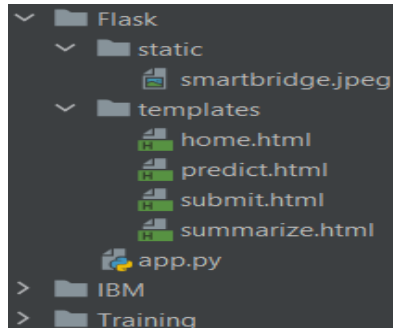 Flask
static
smartbridge.jpeg
templates
home.html
predict.html
submit.html
summarize.html
app.py
IBM
Training